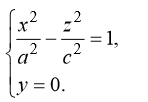 x²/a² − z²/c² = 1,
y = 0.